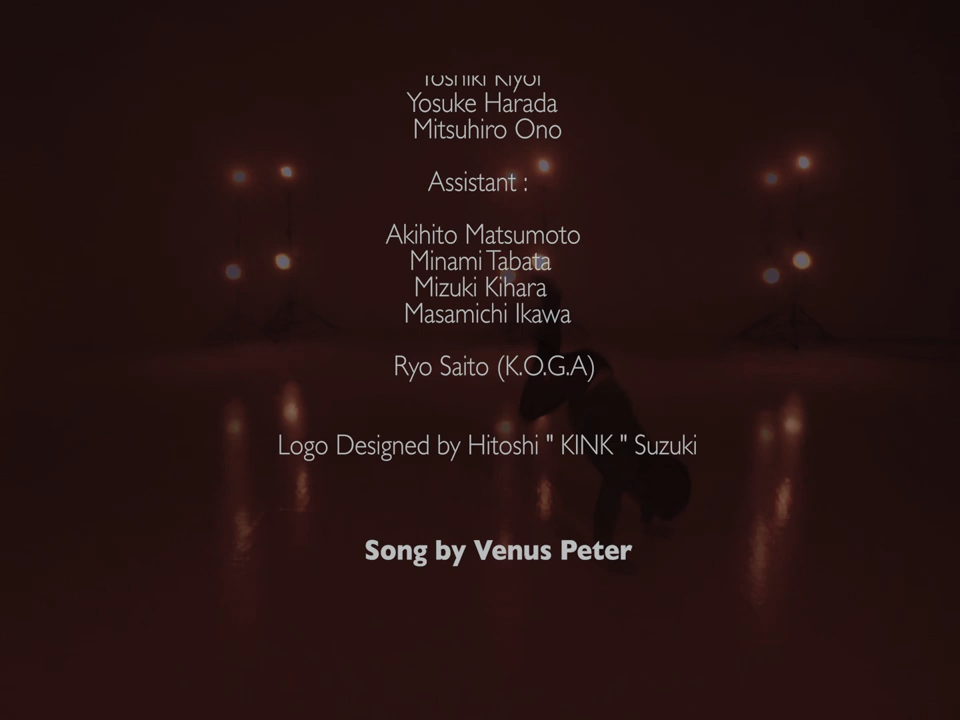 Yosuke Harada
Mitsuhiro Ono
Assistant :
Akihito Matsumoto
Minami Tabata
Mizuki Kihara
Masamichi Ikawa
Ryo Saito (K.O.G.A)
Logo Designed by Hitoshi " KINK " Suzuki
Song by Venus Peter